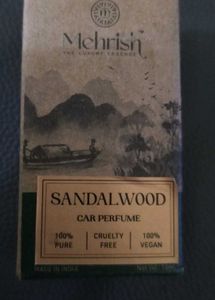 Mehrish
THE LUXURY ESSENCE
SANDALWOOD
CAR PERFUME
100%
PURE
CRUELTY
FREE
100%
VEGAN
MADE IN INDIA